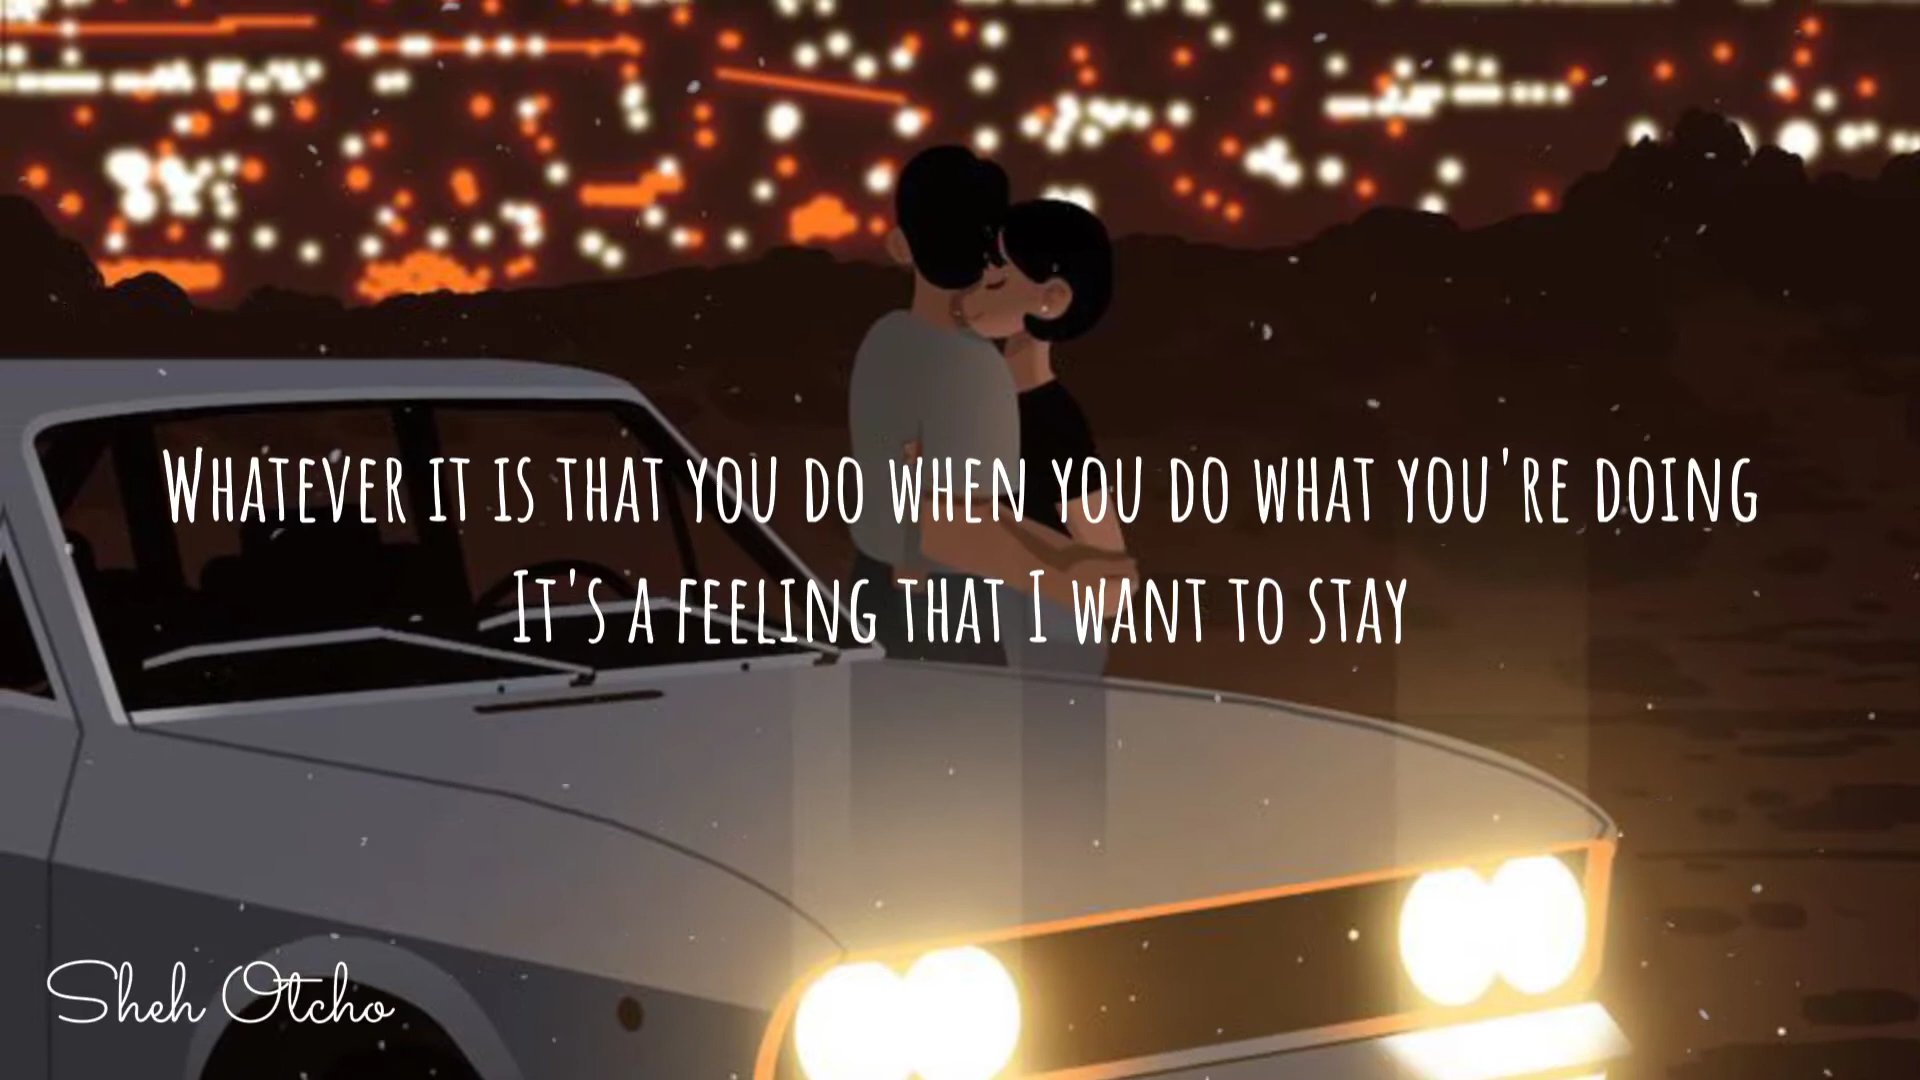 Whatever it is that you do when you do what you're doing
It's a feeling that I want to stay
Sheh Otcho